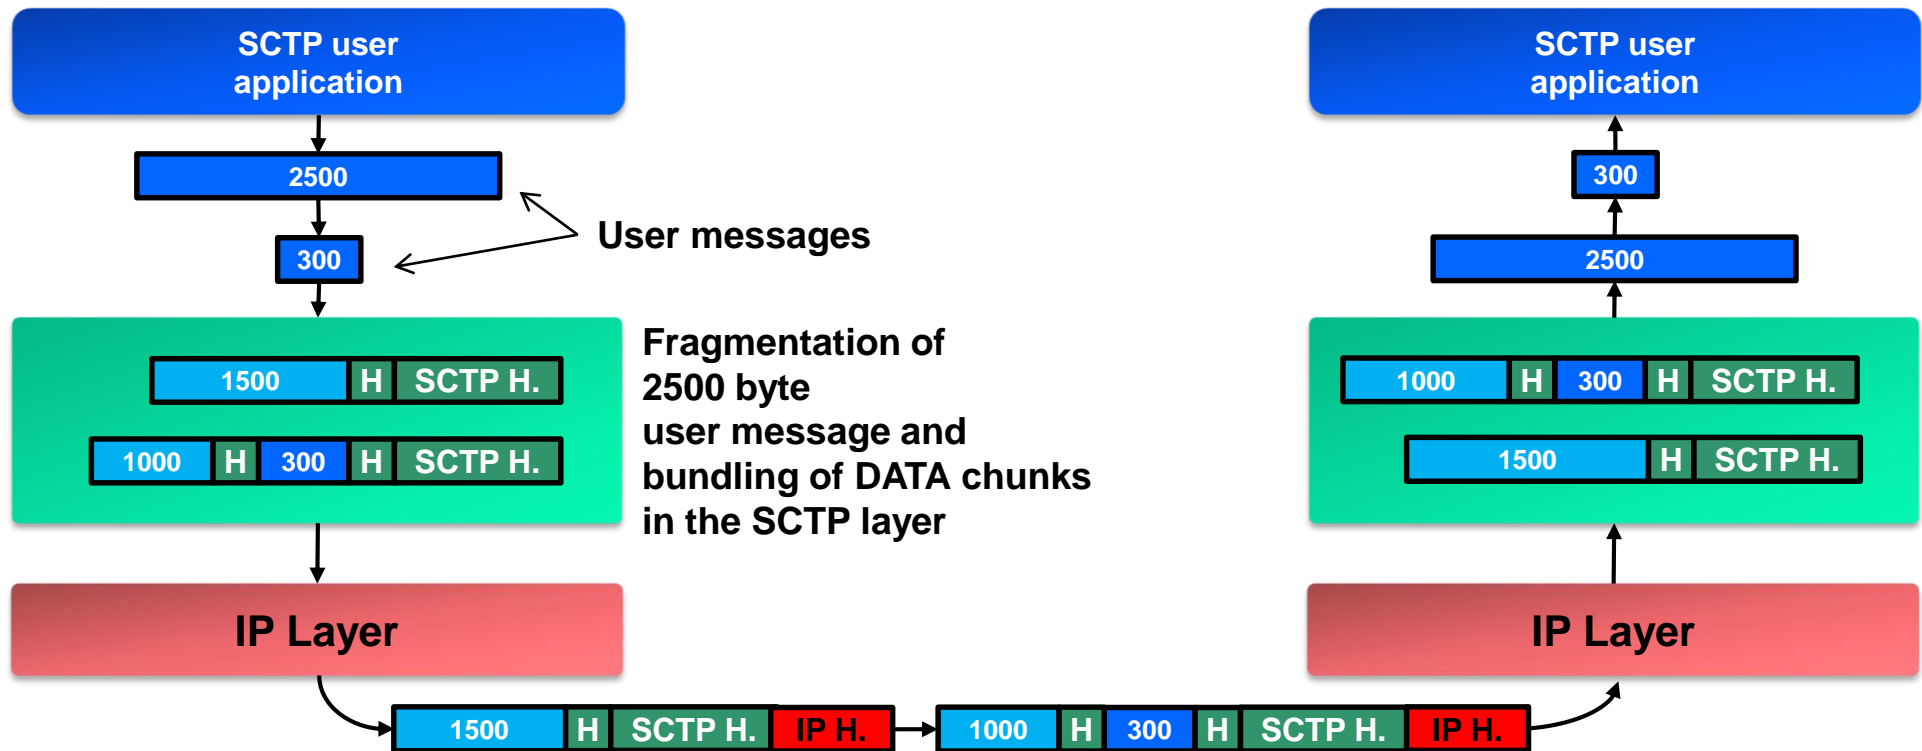 SCTP user
application
2500
300
User messages
1500 H SCTP H.
1000 H 300 H SCTP H.
Fragmentation of
2500 byte
user message and
bundling of DATA chunks
in the SCTP layer
IP Layer
1500 H SCTP H. IP H.
1000 H 300 H SCTP H. IP H.
SCTP user
application
300
2500
1000 H 300 H SCTP H.
1500 H SCTP H.
IP Layer